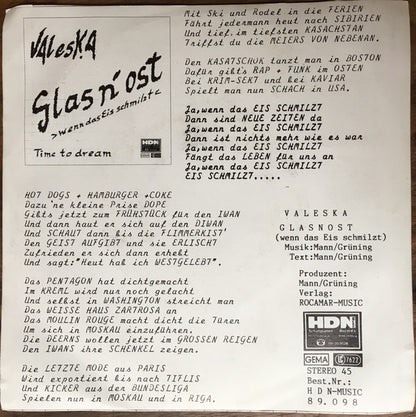 Valeska
Glasn'ost
>wenn das Eis schmilzt<
Time to dream
HDN
Mit Ski und Rodel in die FERIEN
Fährt jedermann heut nach SIBIRIEN
Und tief, im tiefsten KASACHSTAN
Triffst du die MEIERS VON NEBENAN.
Den KASATSCHOK tanzt man in BOSTON
Dafür gibt's RAP + FUNK im OSTEN
Bei KRIM-SEKT und bei KAVIAR
Spielt man nun SCHACH in USA.
Ja,wenn das EIS SCHMILZT
Dann sind NEUE ZEITEN da
Ja,wenn das EIS SCHMILZT
Dann ist nichts mehr wie es war
Ja,wenn das EIS SCHMILZT
Fängt das LEBEN für uns an
Ja,wenn das EIS SCHMILZT
EIS SCHMILZT.....
HOT DOGS + HAMBURGER +COKE
Dazu 'ne kleine Prise DOPE
Gibts jetzt zum FRÜHSTÜCK für den IWAN
Und dann haut er sich auf den DIWAN
Und SCHAUT dann bis die 'FLIMMERKIST'
Den GEIST AUFGIBT und sie ERLISCHT
Zufrieden er sich dann erhebt
Und sagt:"Heut hab ich WESTGELEBT".
Das PENTAGON hat dichtgemacht
Im KREML wird nur noch gelacht
Und selbst in WASHINGTON streicht man
Das WEISSE HAUS ZARTROSA an
Das MOULIN ROUGE macht dicht die Türen
Um sich in MOSKAU einzuführen.
Die DEERNS wollen jetzt im GROSSEN REIGEN
Den IWANS ihre SCHENKEL zeigen.
Die LETZTE MODE aus PARIS
Wird exportiert bis nach TIFLIS
Und KICKER aus der BUNDESLIGA
Spielen nun in MOSKAU und in RIGA.
VALESKA
GLASNOST
(wenn das Eis schmilzt)
Musik:Mann/Grüning
Text:Mann/Grüning
Produzent:
Mann/Grüning
Verlag:
ROCAMAR-MUSIC
HDN
GEMA
LC 7622
STEREO 45
Best.Nr.:
H D N-MUSIC
89.098